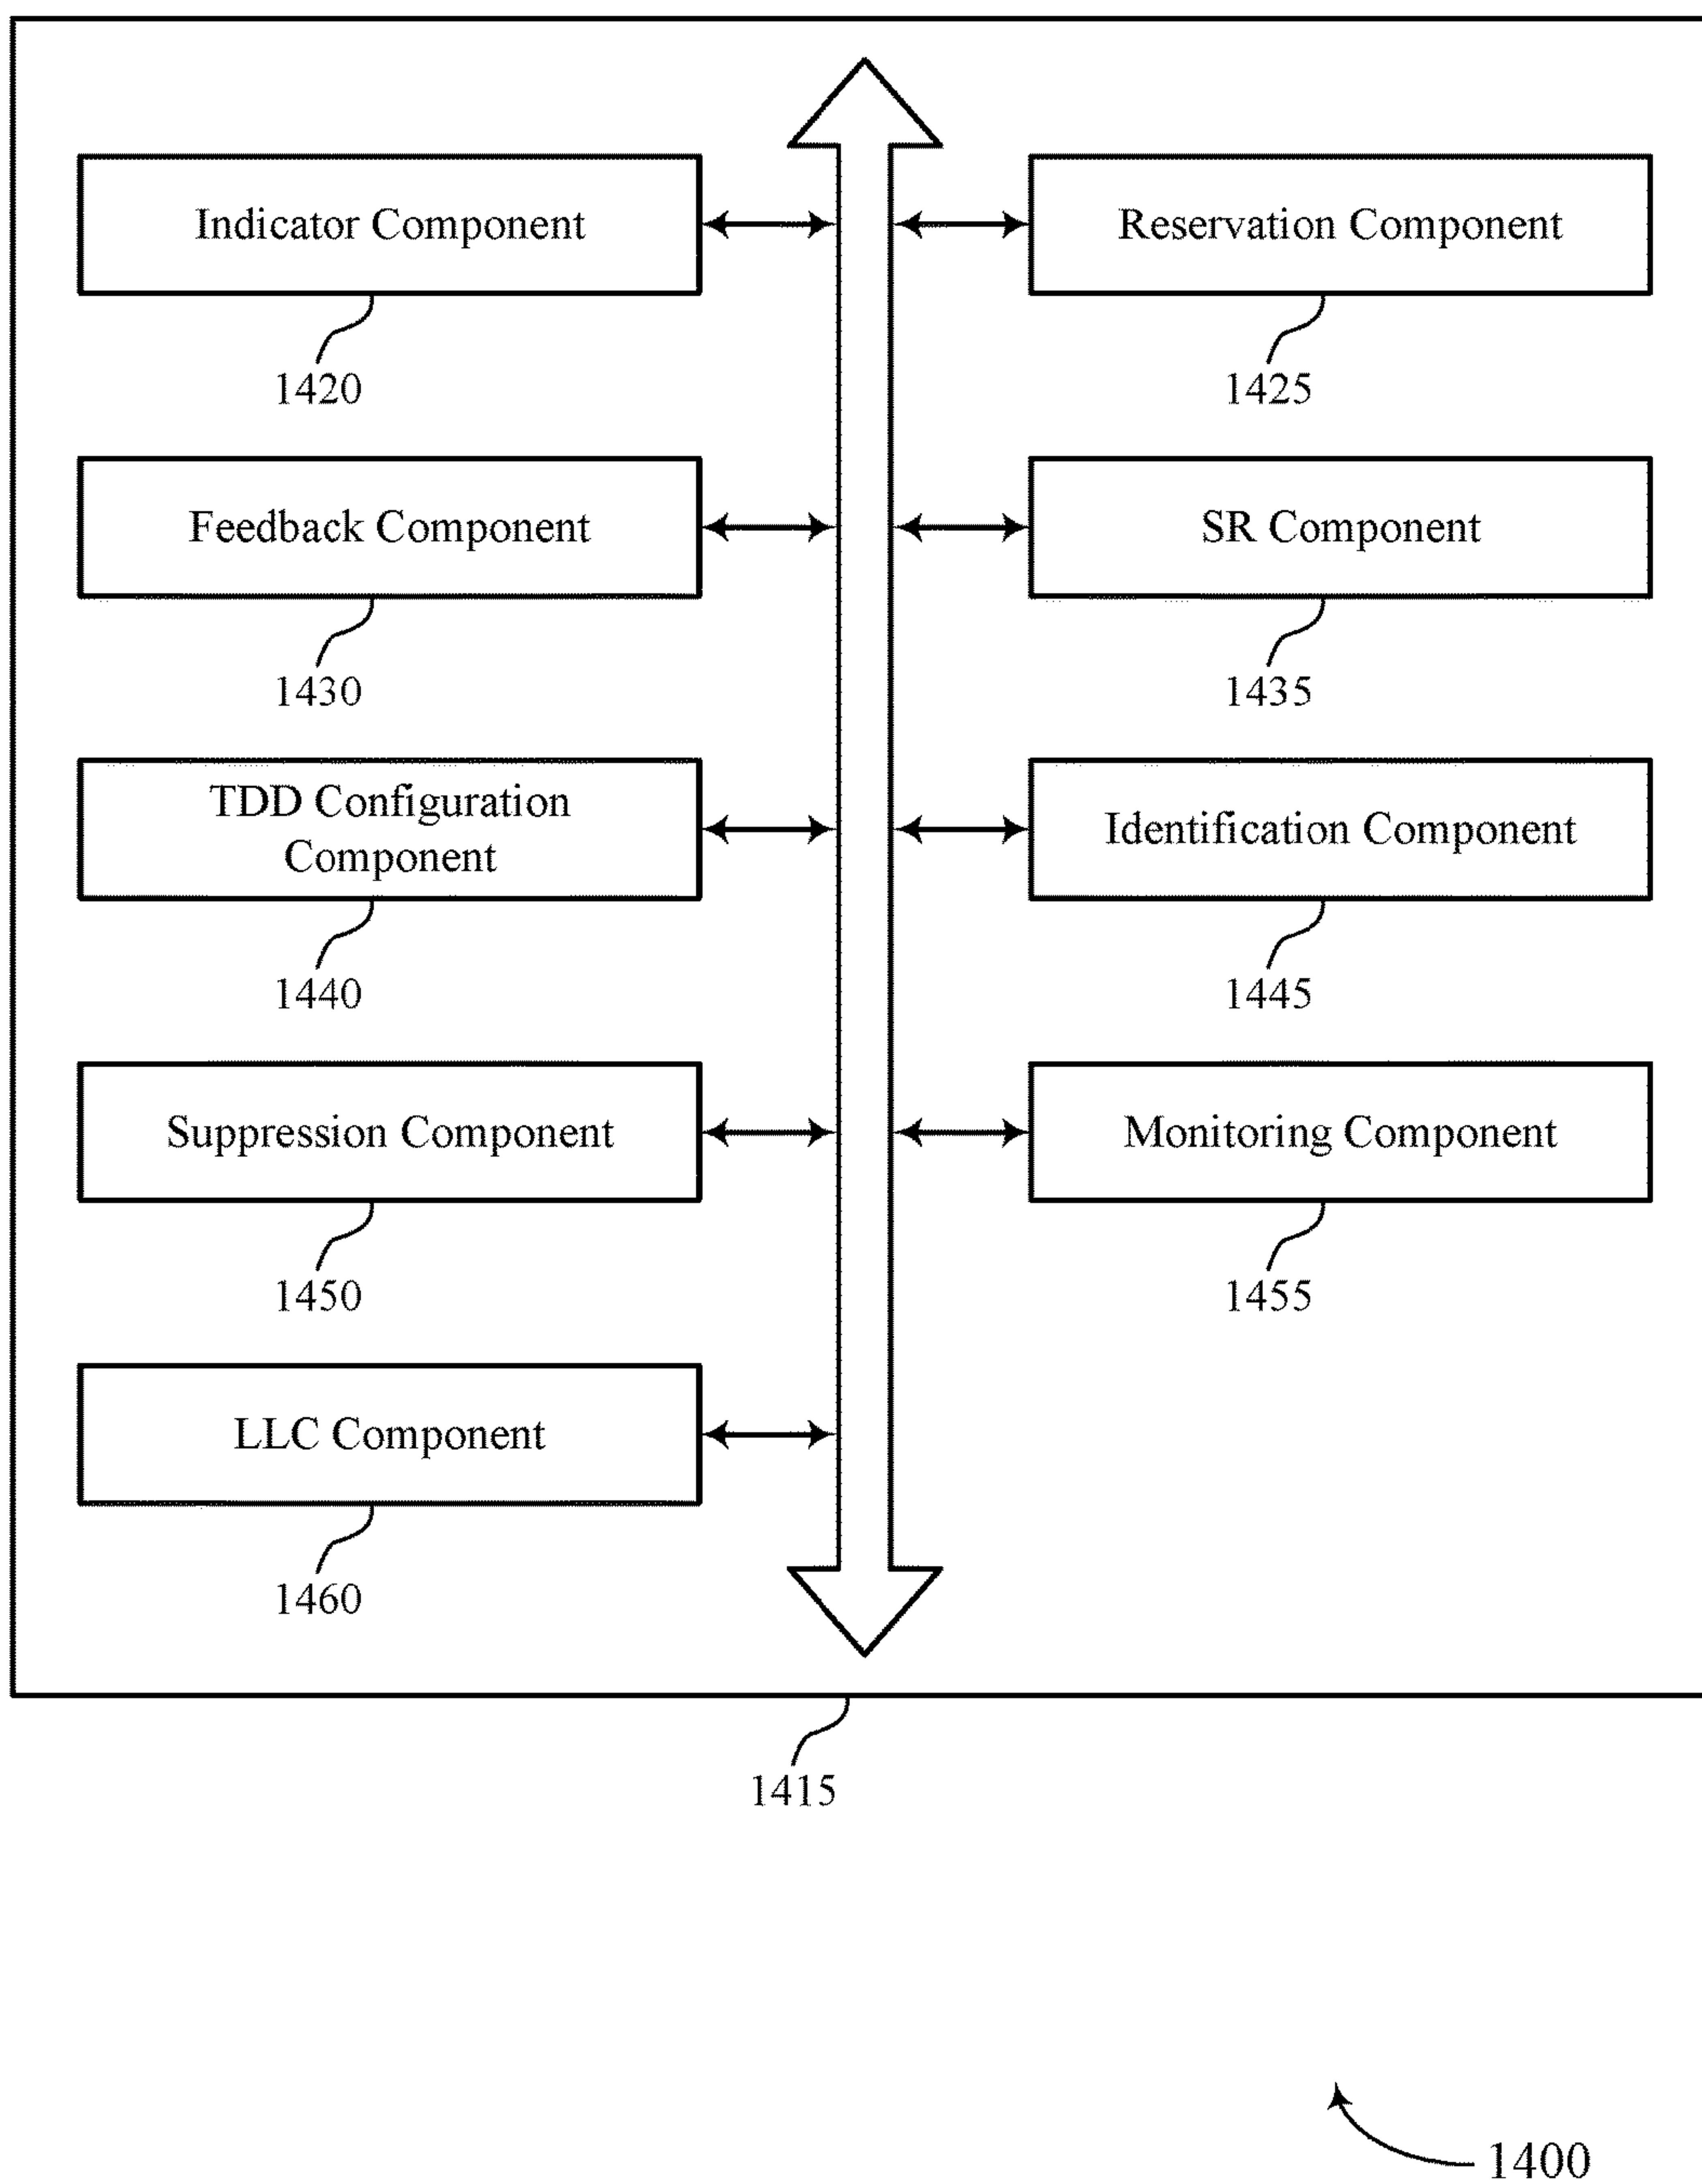 Indicator Component
Reservation Component
1420
1425
Feedback Component
SR Component
1430
1435
TDD Configuration
Component
Identification Component
1440
1445
Suppression Component
Monitoring Component
1450
1455
LLC Component
1460
1415
1400